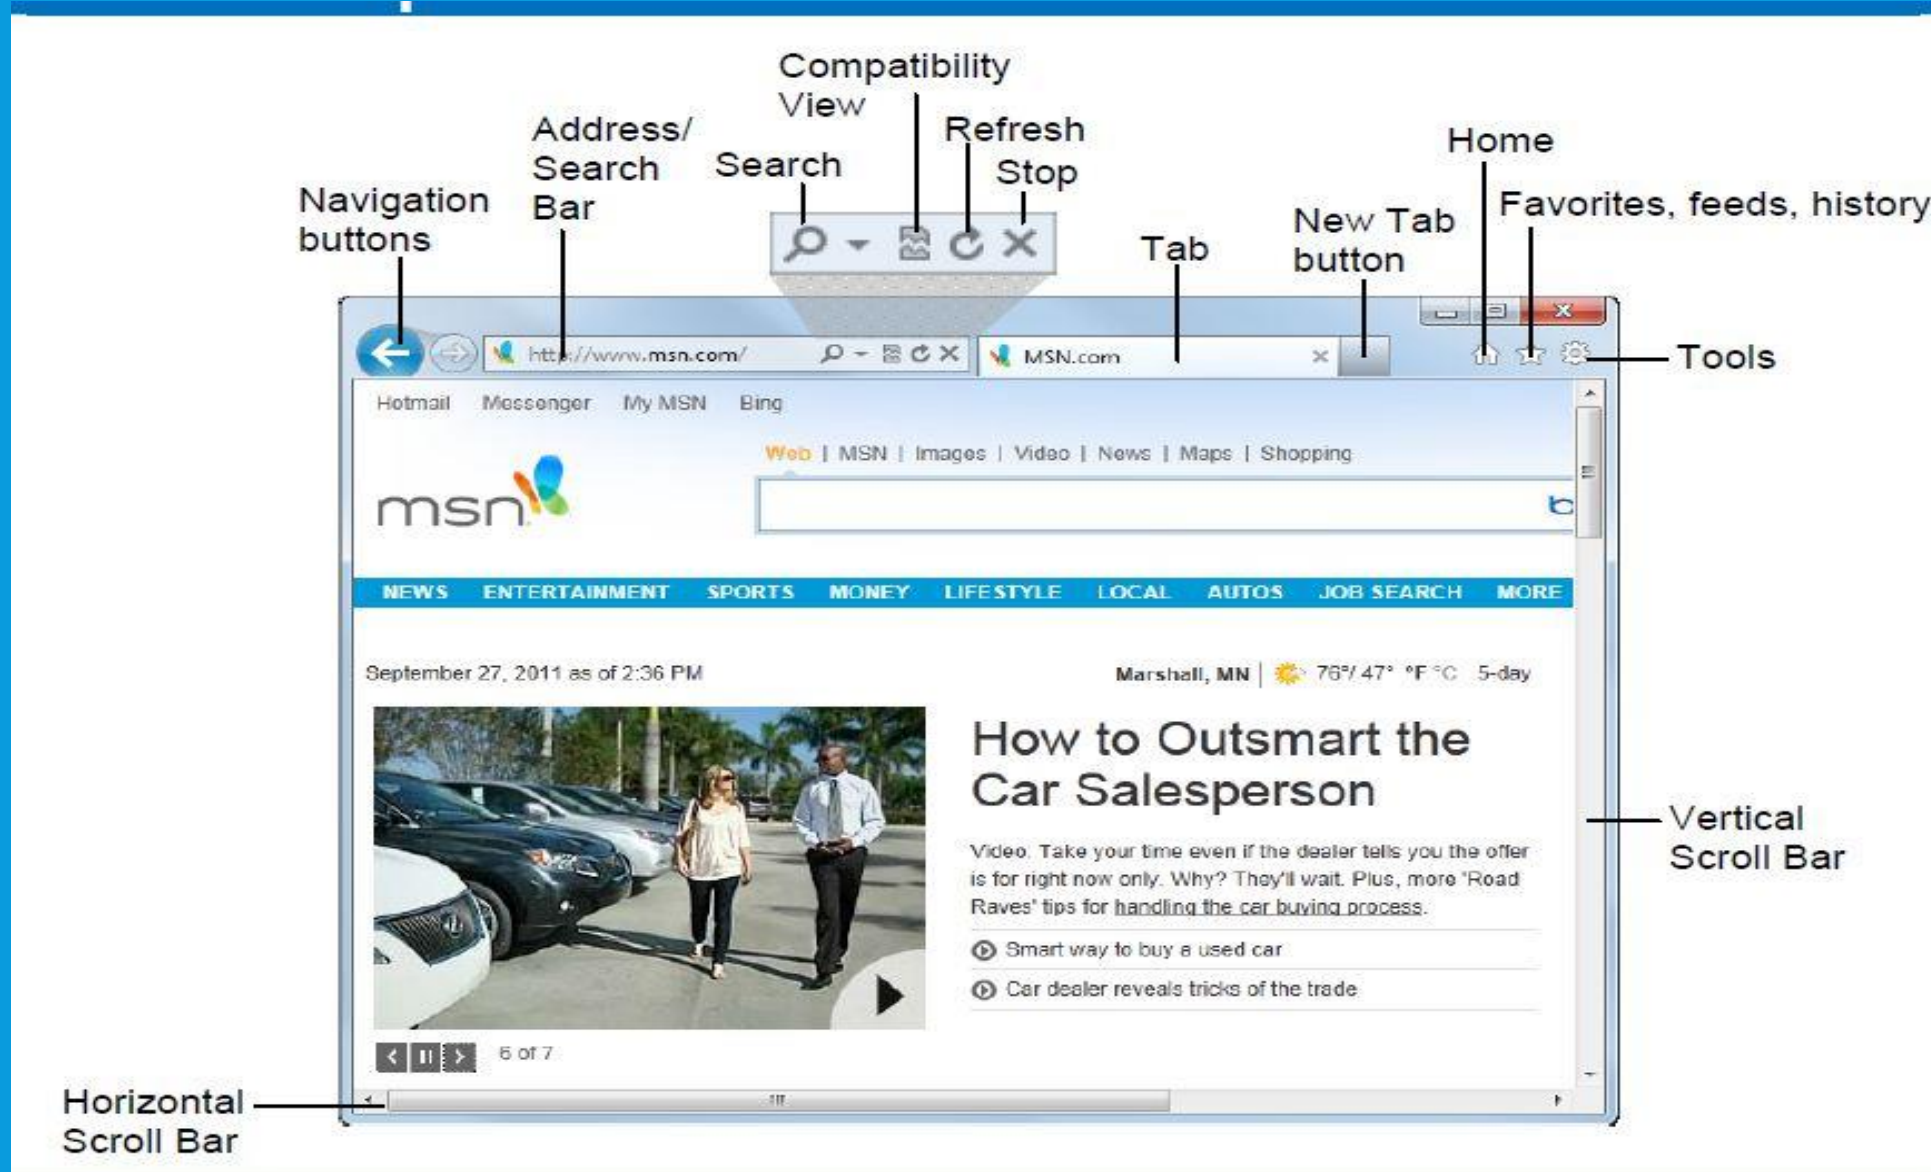 Compatibility
View
Address/
Search
Bar
Refresh
Search
Stop
Home
Navigation
buttons
Favorites, feeds, history
New Tab
button
Tab
http://www.msn.com/
MSN.com
Tools
Hotmail Messenger My MSN Bing
Web | MSN | Images | Video | News | Maps | Shopping
msn
NEWS ENTERTAINMENT SPORTS MONEY LIFESTYLE LOCAL AUTOS JOB SEARCH MORE
September 27, 2011 as of 2:36 PM
Marshall, MN | 76°/ 47° °F °C 5-day
How to Outsmart the
Car Salesperson
Video. Take your time even if the dealer tells you the offer
is for right now only. Why? They'll wait. Plus, more 'Road
Raves' tips for handling the car buying process.
Smart way to buy a used car
Car dealer reveals tricks of the trade
6 of 7
Vertical
Scroll Bar
Horizontal
Scroll Bar